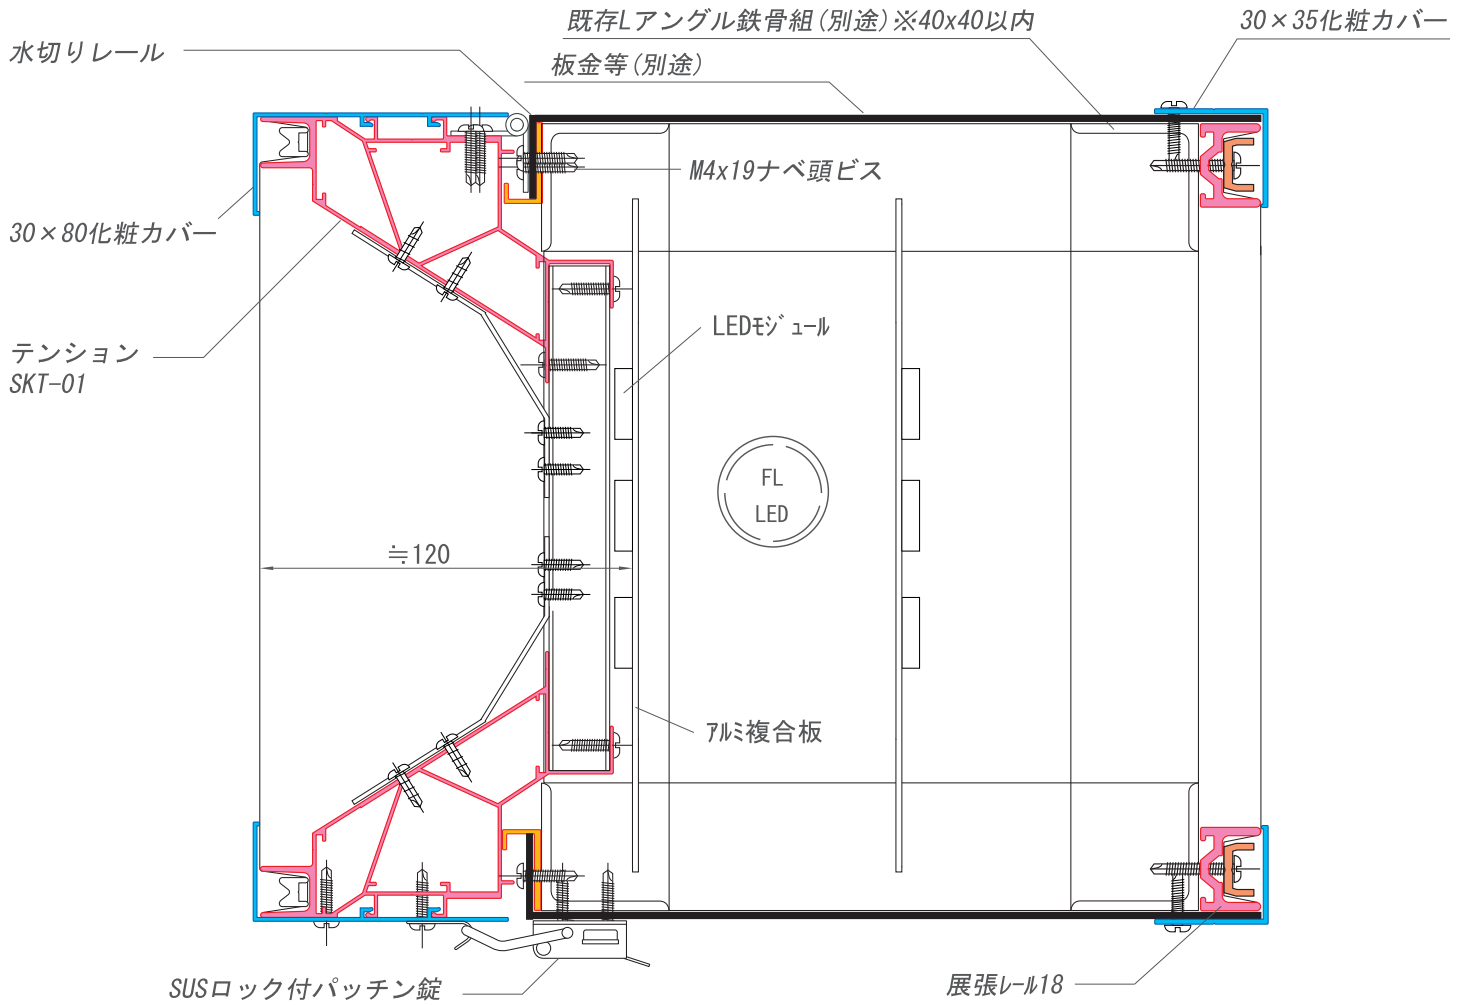 既存Lアングル鉄骨組(別途)※40x40以内
30×35化粧カバー
水切りレール
板金等(別途)
M4x19ナベ頭ビス
30×80化粧カバー
LEDﾓｼﾞｭｰﾙ
テンション
SKT-01
FL
LED
≒120
ｱﾙﾐ複合板
SUSロック付パッチン錠
展張ﾚｰﾙ18